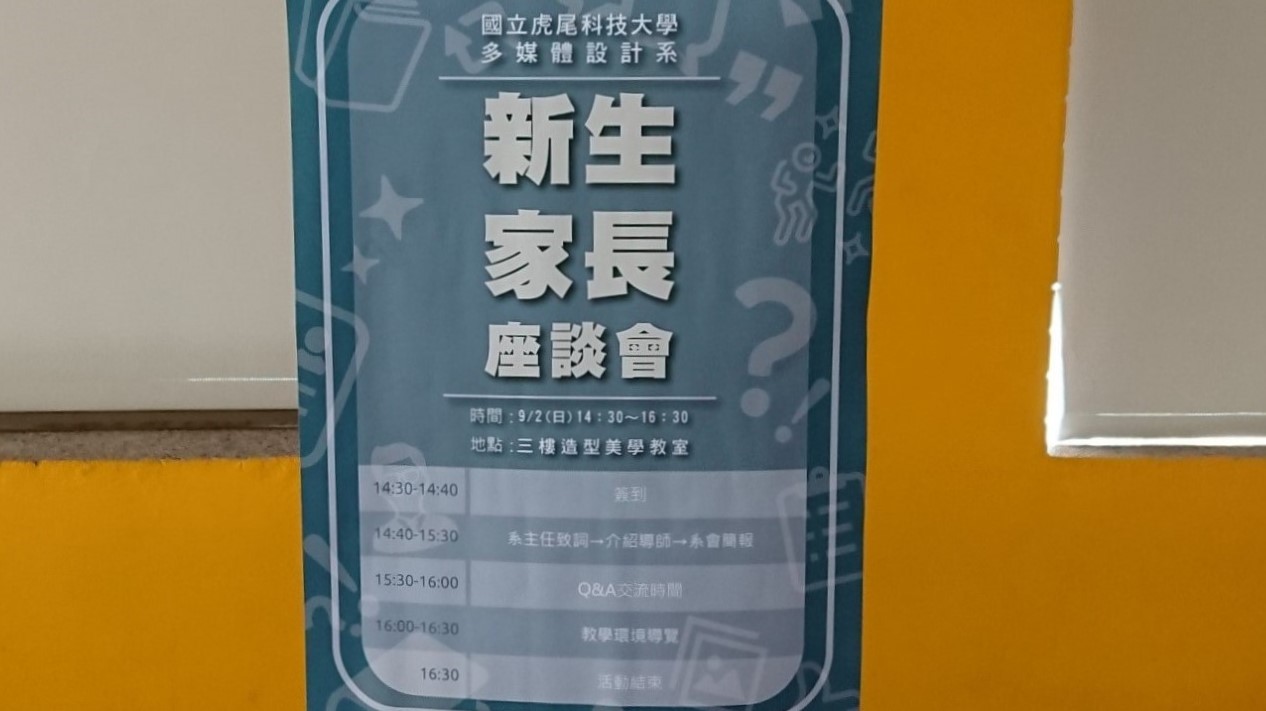 國立虎尾科技大學
多媒體設計系
新生
家長
座談會
時間:9/2(日)14:30~16:30
地點:三樓造型美學教室
14:30-14:40 簽到
14:40-15:30 系主任致詞→介紹導師→系會簡報
15:30-16:00 Q&A交流時間
16:00-16:30 教學環境導覽
16:30 活動結束